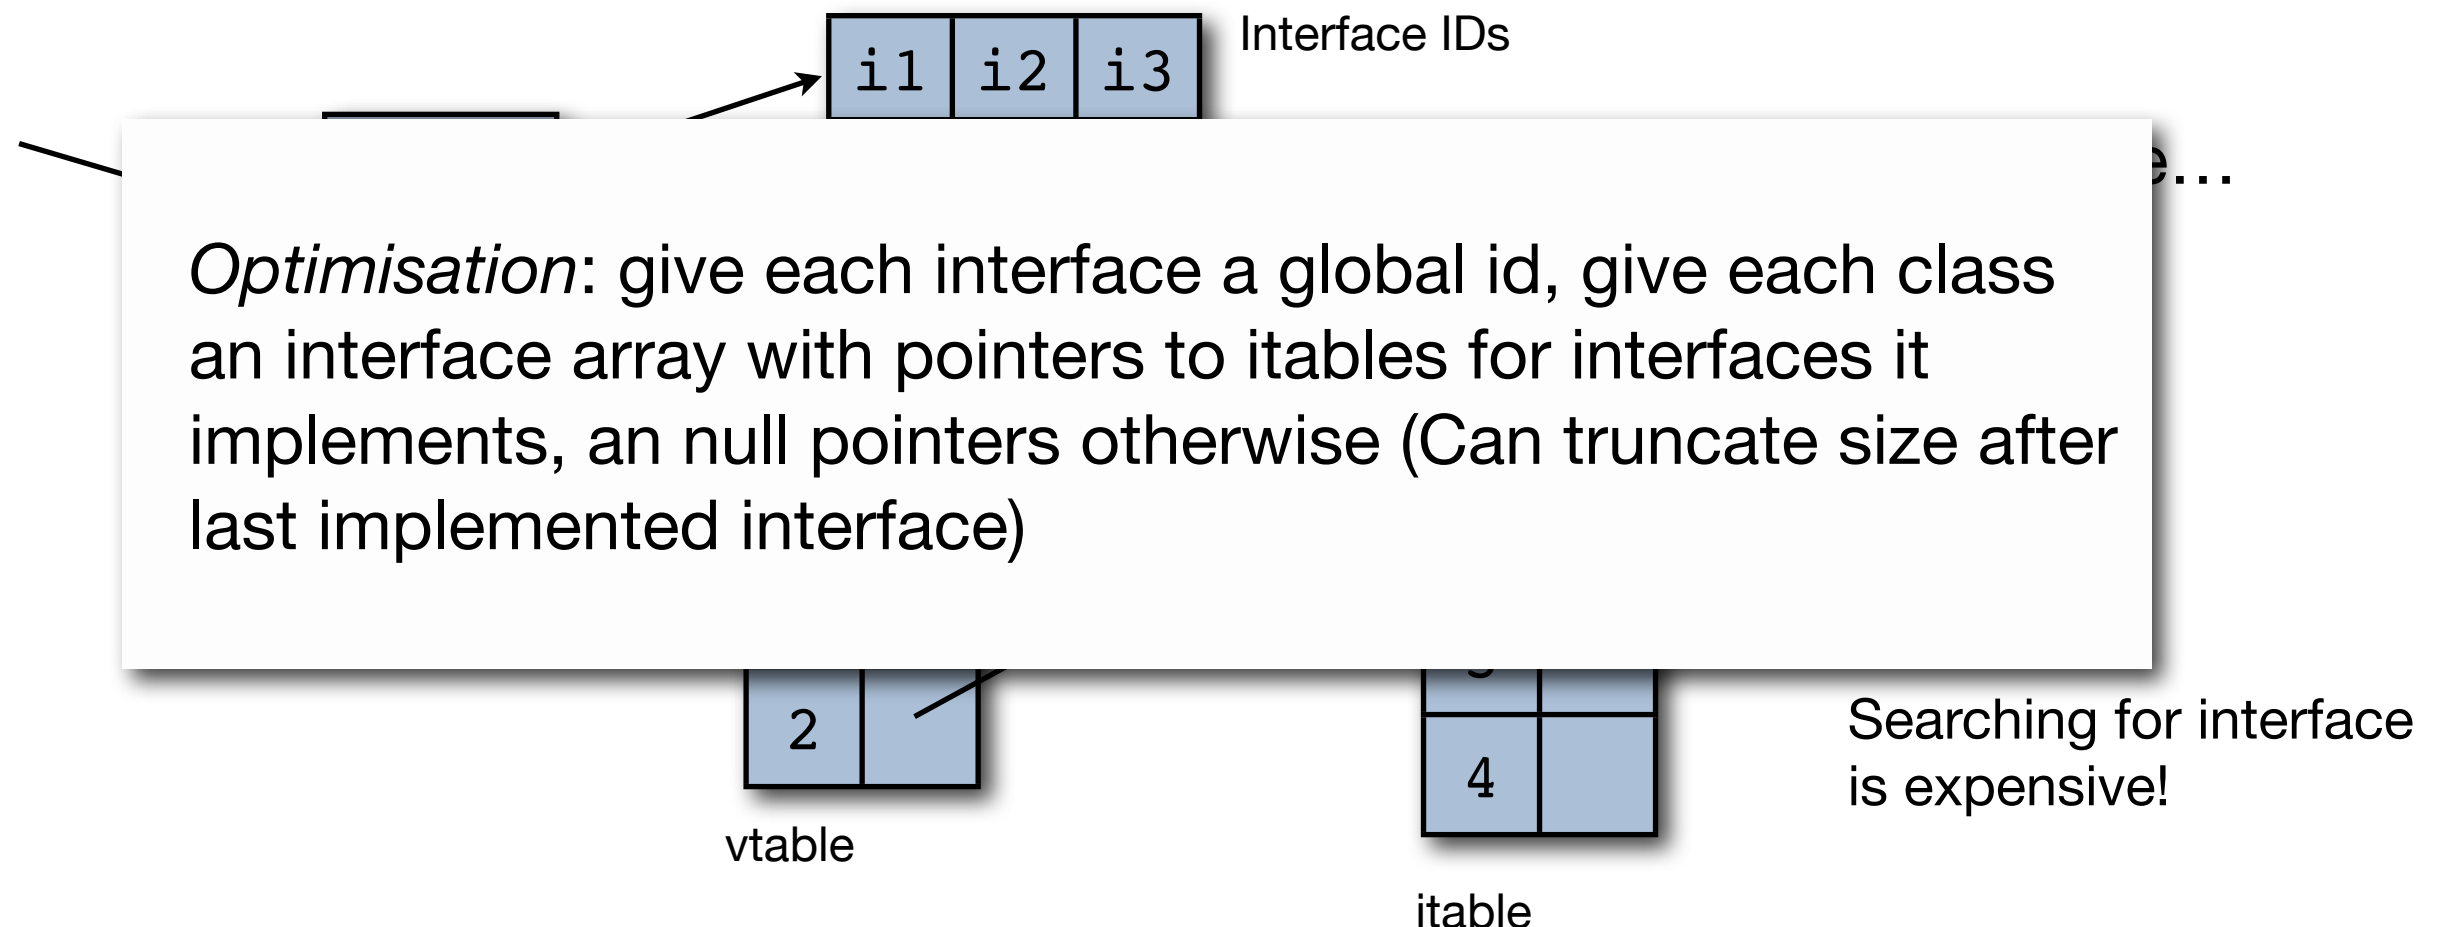 Interface IDs
i1 i2 i3
e…
Optimisation: give each interface a global id, give each class
an interface array with pointers to itables for interfaces it
implements, an null pointers otherwise (Can truncate size after
last implemented interface)
2
4
Searching for interface
is expensive!
vtable
itable